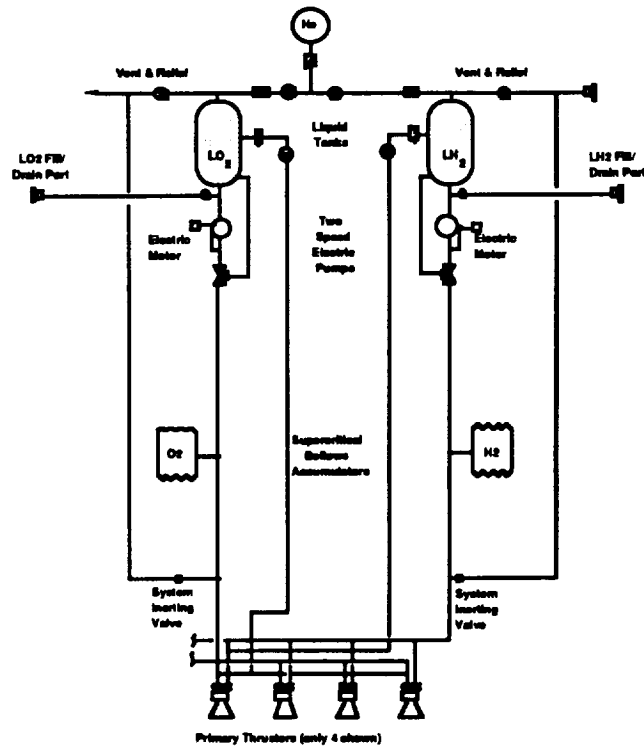 He
Vent & Relief
Vent & Relief
LO2
Liquid
Tanks
LH2
LO2 Fill/
Drain Port
LH2 Fill/
Drain Port
Electric
Motor
Two
Speed
Electric
Pumps
Electric
Motor
O2
Supercritical
Bellows
Accumulators
H2
System
Inerting
Valve
System
Inerting
Valve
Primary Thrusters (only 4 shown)